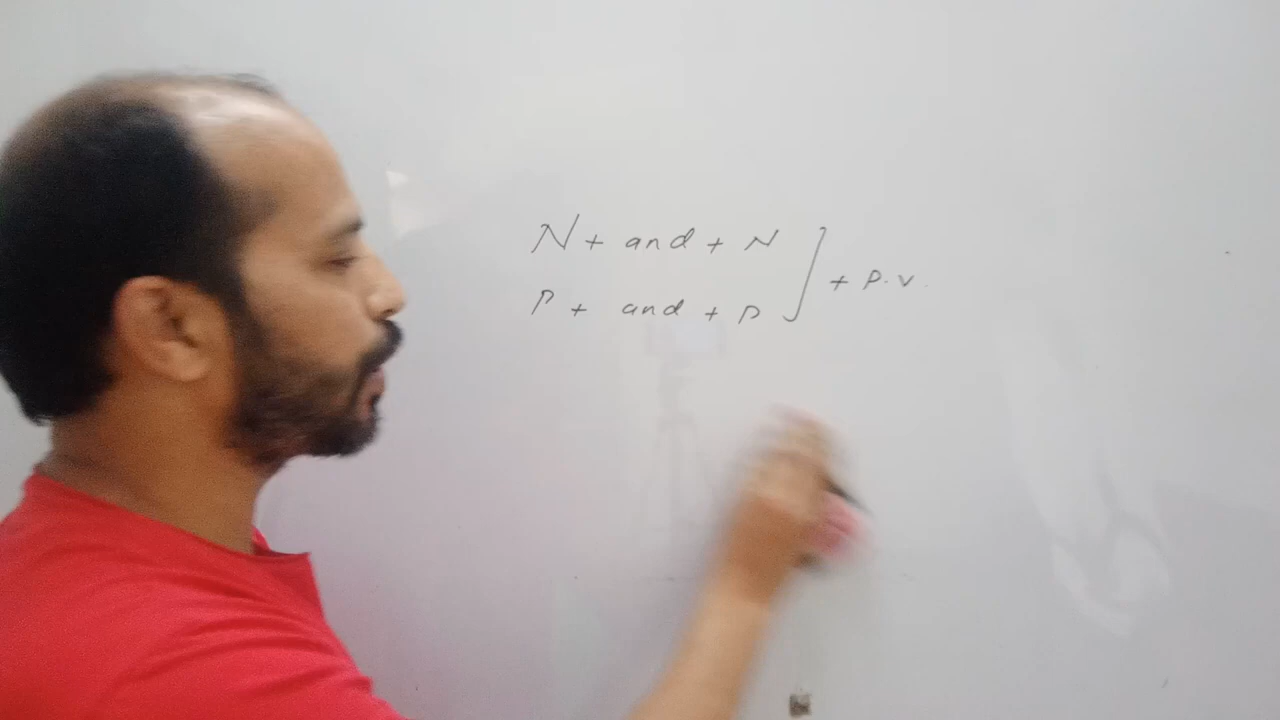 N + and + N ] + P.V.
P + and + P